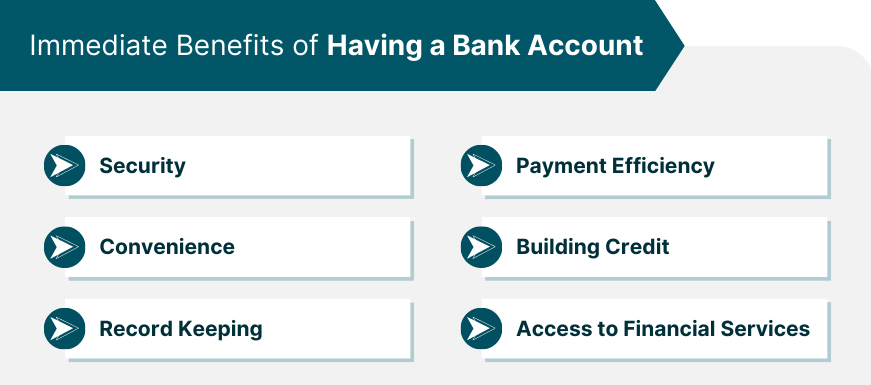 Immediate Benefits of Having a Bank Account
Security
Convenience
Record Keeping
Payment Efficiency
Building Credit
Access to Financial Services